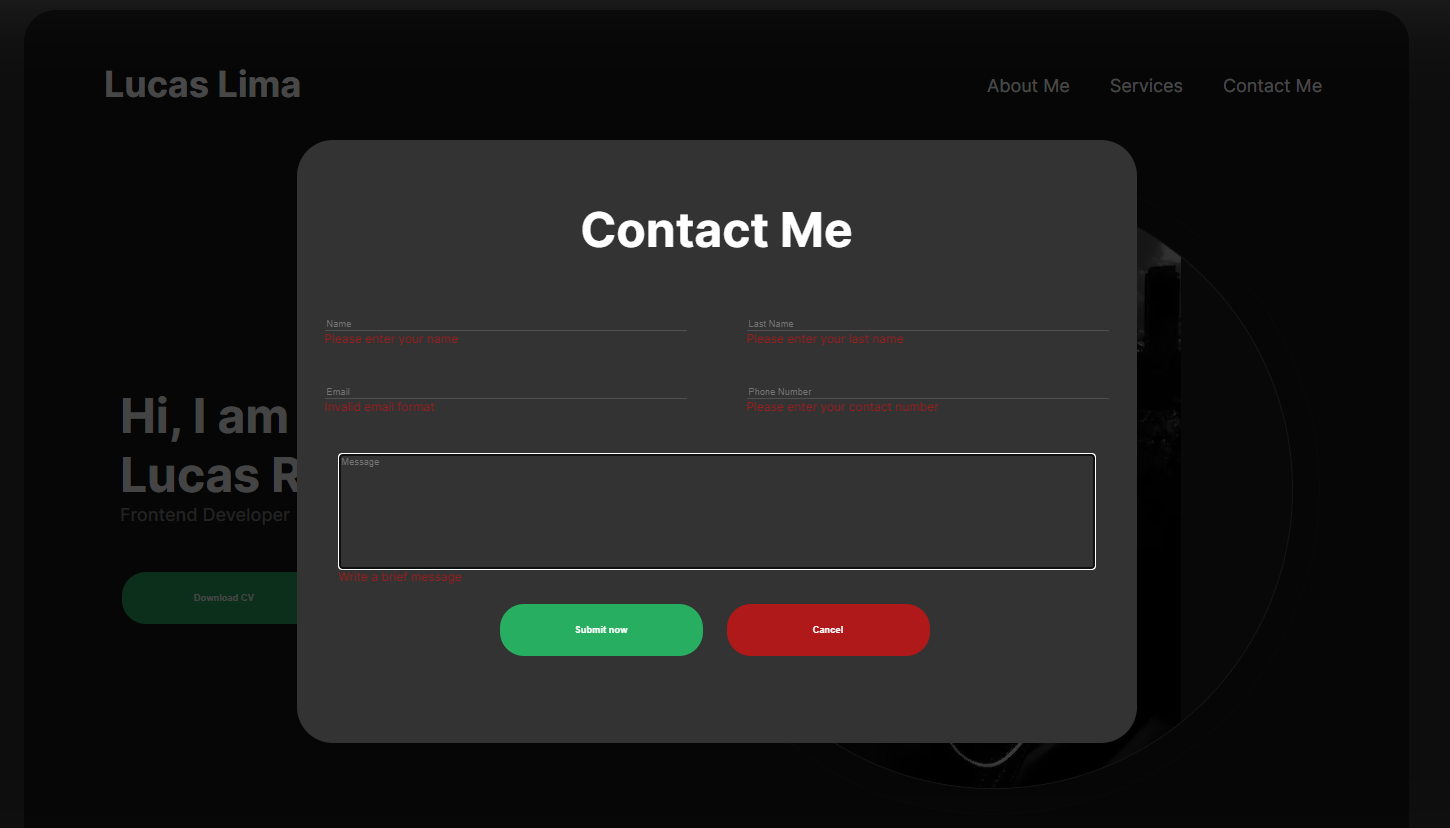 Lucas Lima
About Me Services Contact Me
Contact Me
Name
Please enter your name
Last Name
Please enter your last name
Email
Invalid email format
Phone Number
Please enter your contact number
Message
Write a brief message
Submit now
Cancel
Hi, I am
Lucas R
Frontend Developer
Download CV